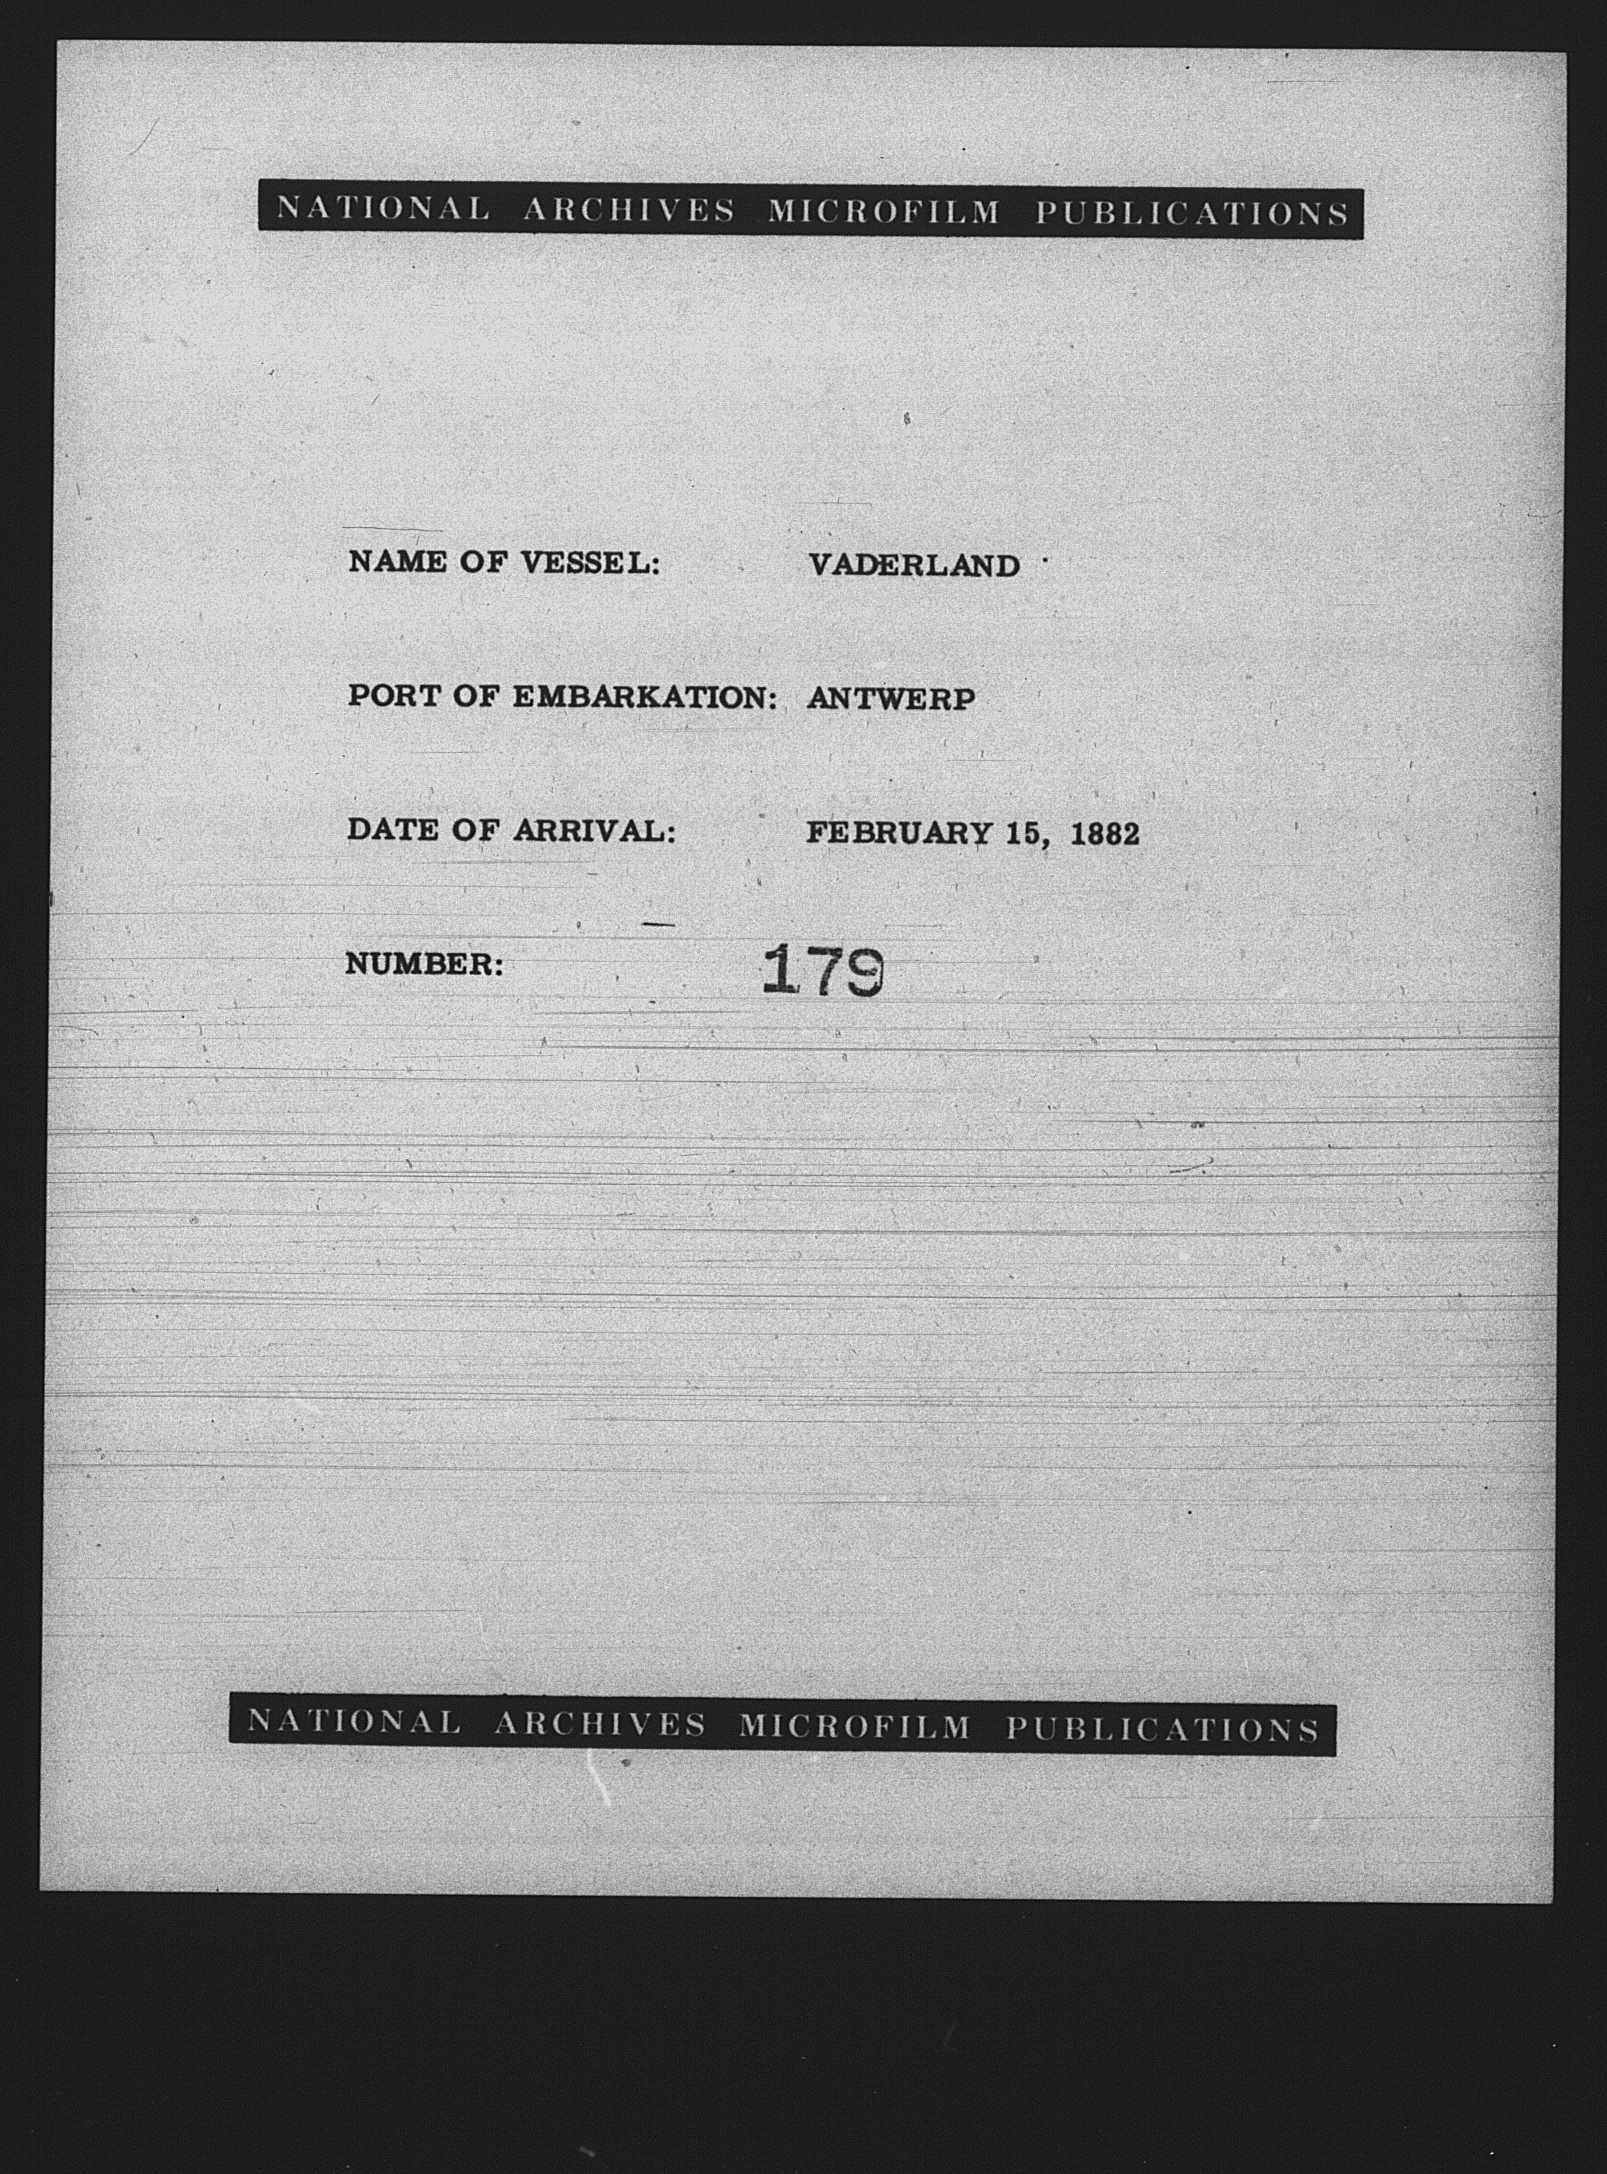 NATIONAL ARCHIVES MICROFILM PUBLICATIONS
NAME OF VESSEL: VADERLAND
PORT OF EMBARKATION: ANTWERP
DATE OF ARRIVAL: FEBRUARY 15, 1882
NUMBER: 179
NATIONAL ARCHIVES MICROFILM PUBLICATIONS